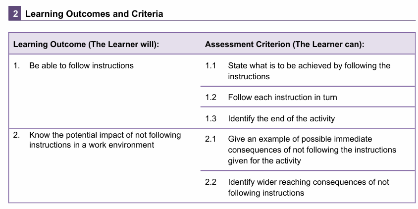 2 Learning Outcomes and Criteria
Learning Outcome (The Learner will): Assessment Criterion (The Learner can):
1. Be able to follow instructions
1.1 State what is to be achieved by following the
instructions
1.2 Follow each instruction in turn
1.3 Identify the end of the activity
2. Know the potential impact of not following
instructions in a work environment
2.1 Give an example of possible immediate
consequences of not following the instructions
given for the activity
2.2 Identify wider reaching consequences of not
following instructions